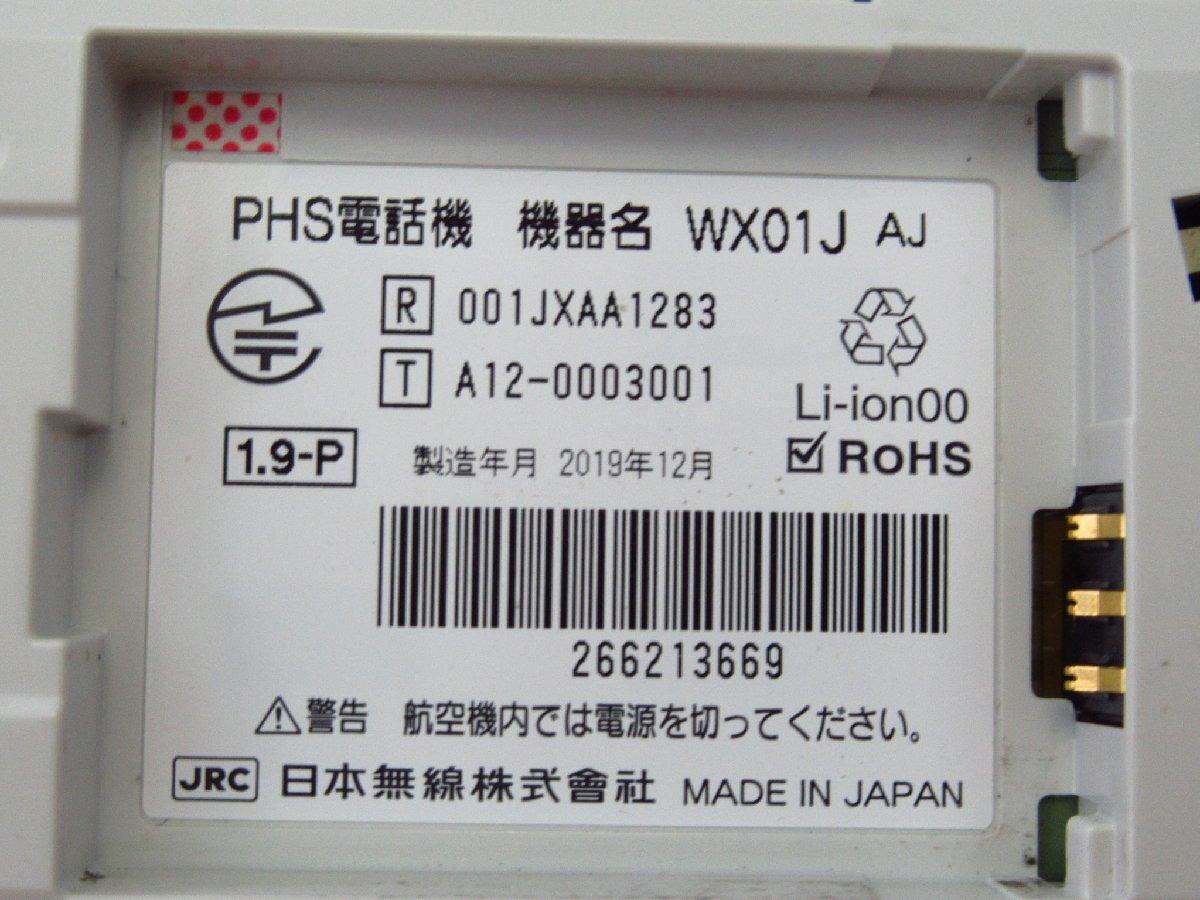 PHS電話機 機器名 WX01J AJ
R 001JXAA1283
T A12-0003001
Li-ion00
1.9-P
製造年月 2019年12月
RoHS
266213669
警告 航空機内では電源を切ってください。
JRC 日本無線株式會社 MADE IN JAPAN